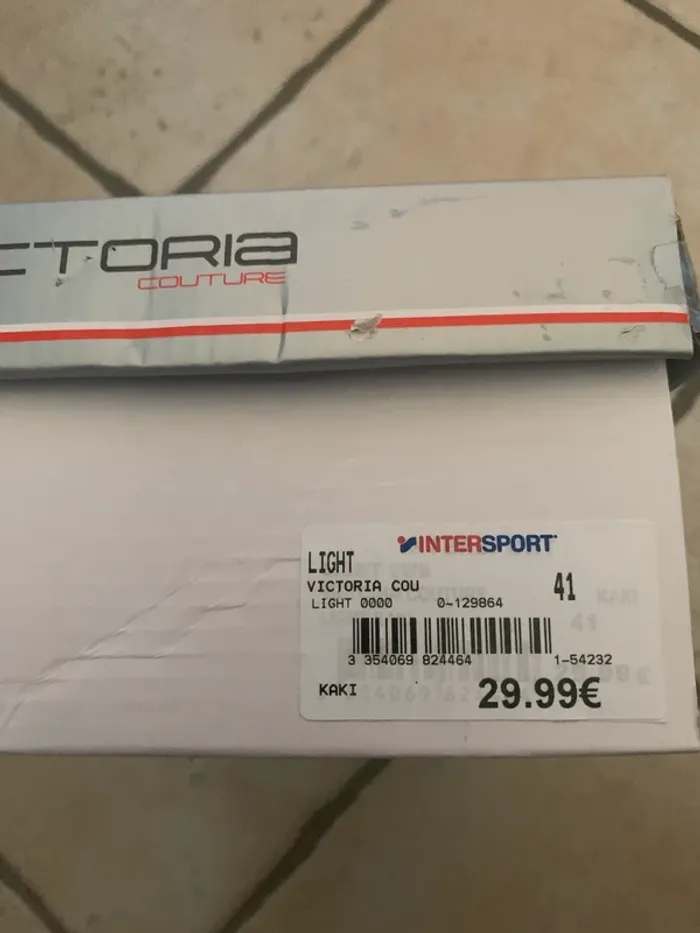 CTORIA
COUTURE
INTERSPORT
LIGHT
VICTORIA COU 41
LIGHT 0000 0-129864
3 354069 824464 1-54232
KAKI 29.99€